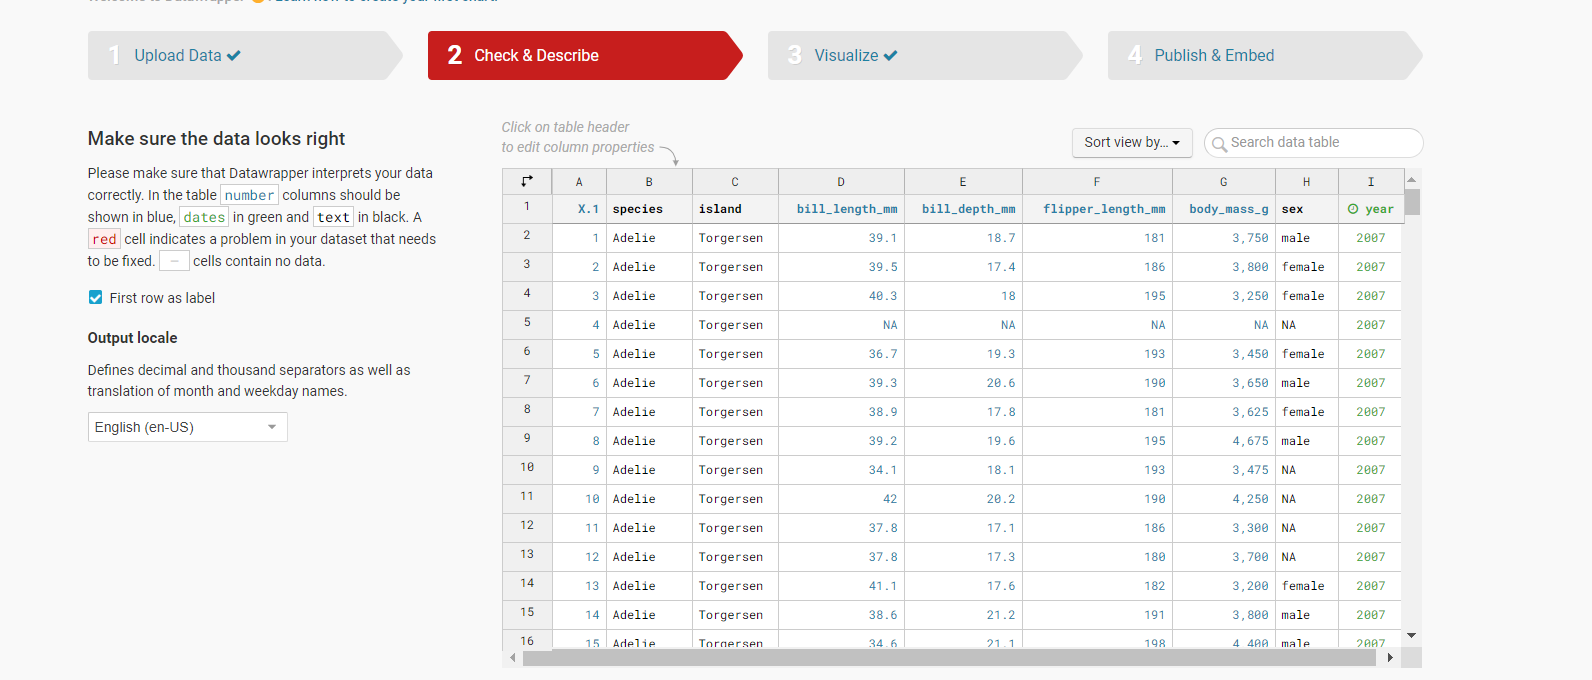 Welcome to Datawrapper
Learn how to create your first chart.
1 Upload Data
2 Check & Describe
3 Visualize
4 Publish & Embed
Make sure the data looks right
Please make sure that Datawrapper interprets your data
correctly. In the table number columns should be
shown in blue, dates in green and text in black. A
red cell indicates a problem in your dataset that needs
to be fixed. — cells contain no data.
First row as label
Output locale
Defines decimal and thousand separators as well as
translation of month and weekday names.
English (en-US)
Click on table header
to edit column properties
Sort view by...
Search data table
A B C D E F G H I
1 X.1 species island bill_length_mm bill_depth_mm flipper_length_mm body_mass_g sex year
2 1 Adelie Torgersen 39.1 18.7 181 3,750 male 2007
3 2 Adelie Torgersen 39.5 17.4 186 3,800 female 2007
4 3 Adelie Torgersen 40.3 18 195 3,250 female 2007
5 4 Adelie Torgersen NA NA NA NA NA 2007
6 5 Adelie Torgersen 36.7 19.3 193 3,450 female 2007
7 6 Adelie Torgersen 39.3 20.6 190 3,650 male 2007
8 7 Adelie Torgersen 38.9 17.8 181 3,625 female 2007
9 8 Adelie Torgersen 39.2 19.6 195 4,675 male 2007
10 9 Adelie Torgersen 34.1 18.1 193 3,475 NA 2007
11 10 Adelie Torgersen 42 20.2 190 4,250 NA 2007
12 11 Adelie Torgersen 37.8 17.1 186 3,300 NA 2007
13 12 Adelie Torgersen 37.8 17.3 180 3,700 NA 2007
14 13 Adelie Torgersen 41.1 17.6 182 3,200 female 2007
15 14 Adelie Torgersen 38.6 21.2 191 3,800 male 2007
16 15 Adelie Torgersen 34.6 21.1 198 4,400 male 2007